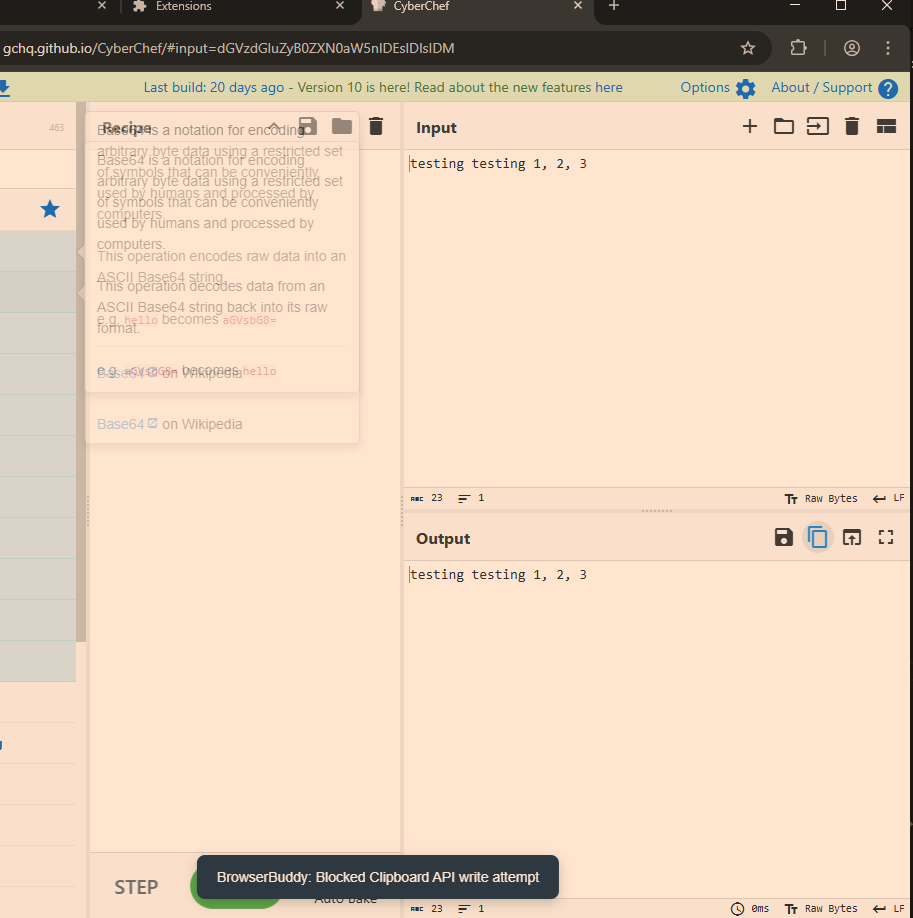 Extensions
CyberChef
gchq.github.io/CyberChef/#input=dGVzdGluZyB0ZXN0aW5nIDEsIDIsIDM
Last build: 20 days ago - Version 10 is here! Read about the new features here
Options
About / Support
463
Recipe
Base64 is a notation for encoding
arbitrary byte data using a restricted set
of symbols that can be conveniently
used by humans and processed by
computers.
This operation encodes raw data into an
ASCII Base64 string.
e.g. hello becomes aGVsbG8=
Base64 on Wikipedia
Base64 is a notation for encoding
arbitrary byte data using a restricted set
of symbols that can be conveniently
used by humans and processed by
computers.
This operation decodes data from an
ASCII Base64 string back into its raw
format.
e.g. aGVsbG8= becomes hello
Base64 on Wikipedia
STEP
Auto Bake
Input
testing testing 1, 2, 3
ABC 23 1 Raw Bytes LF
Output
testing testing 1, 2, 3
BrowserBuddy: Blocked Clipboard API write attempt
ABC 23 1 0ms Raw Bytes LF